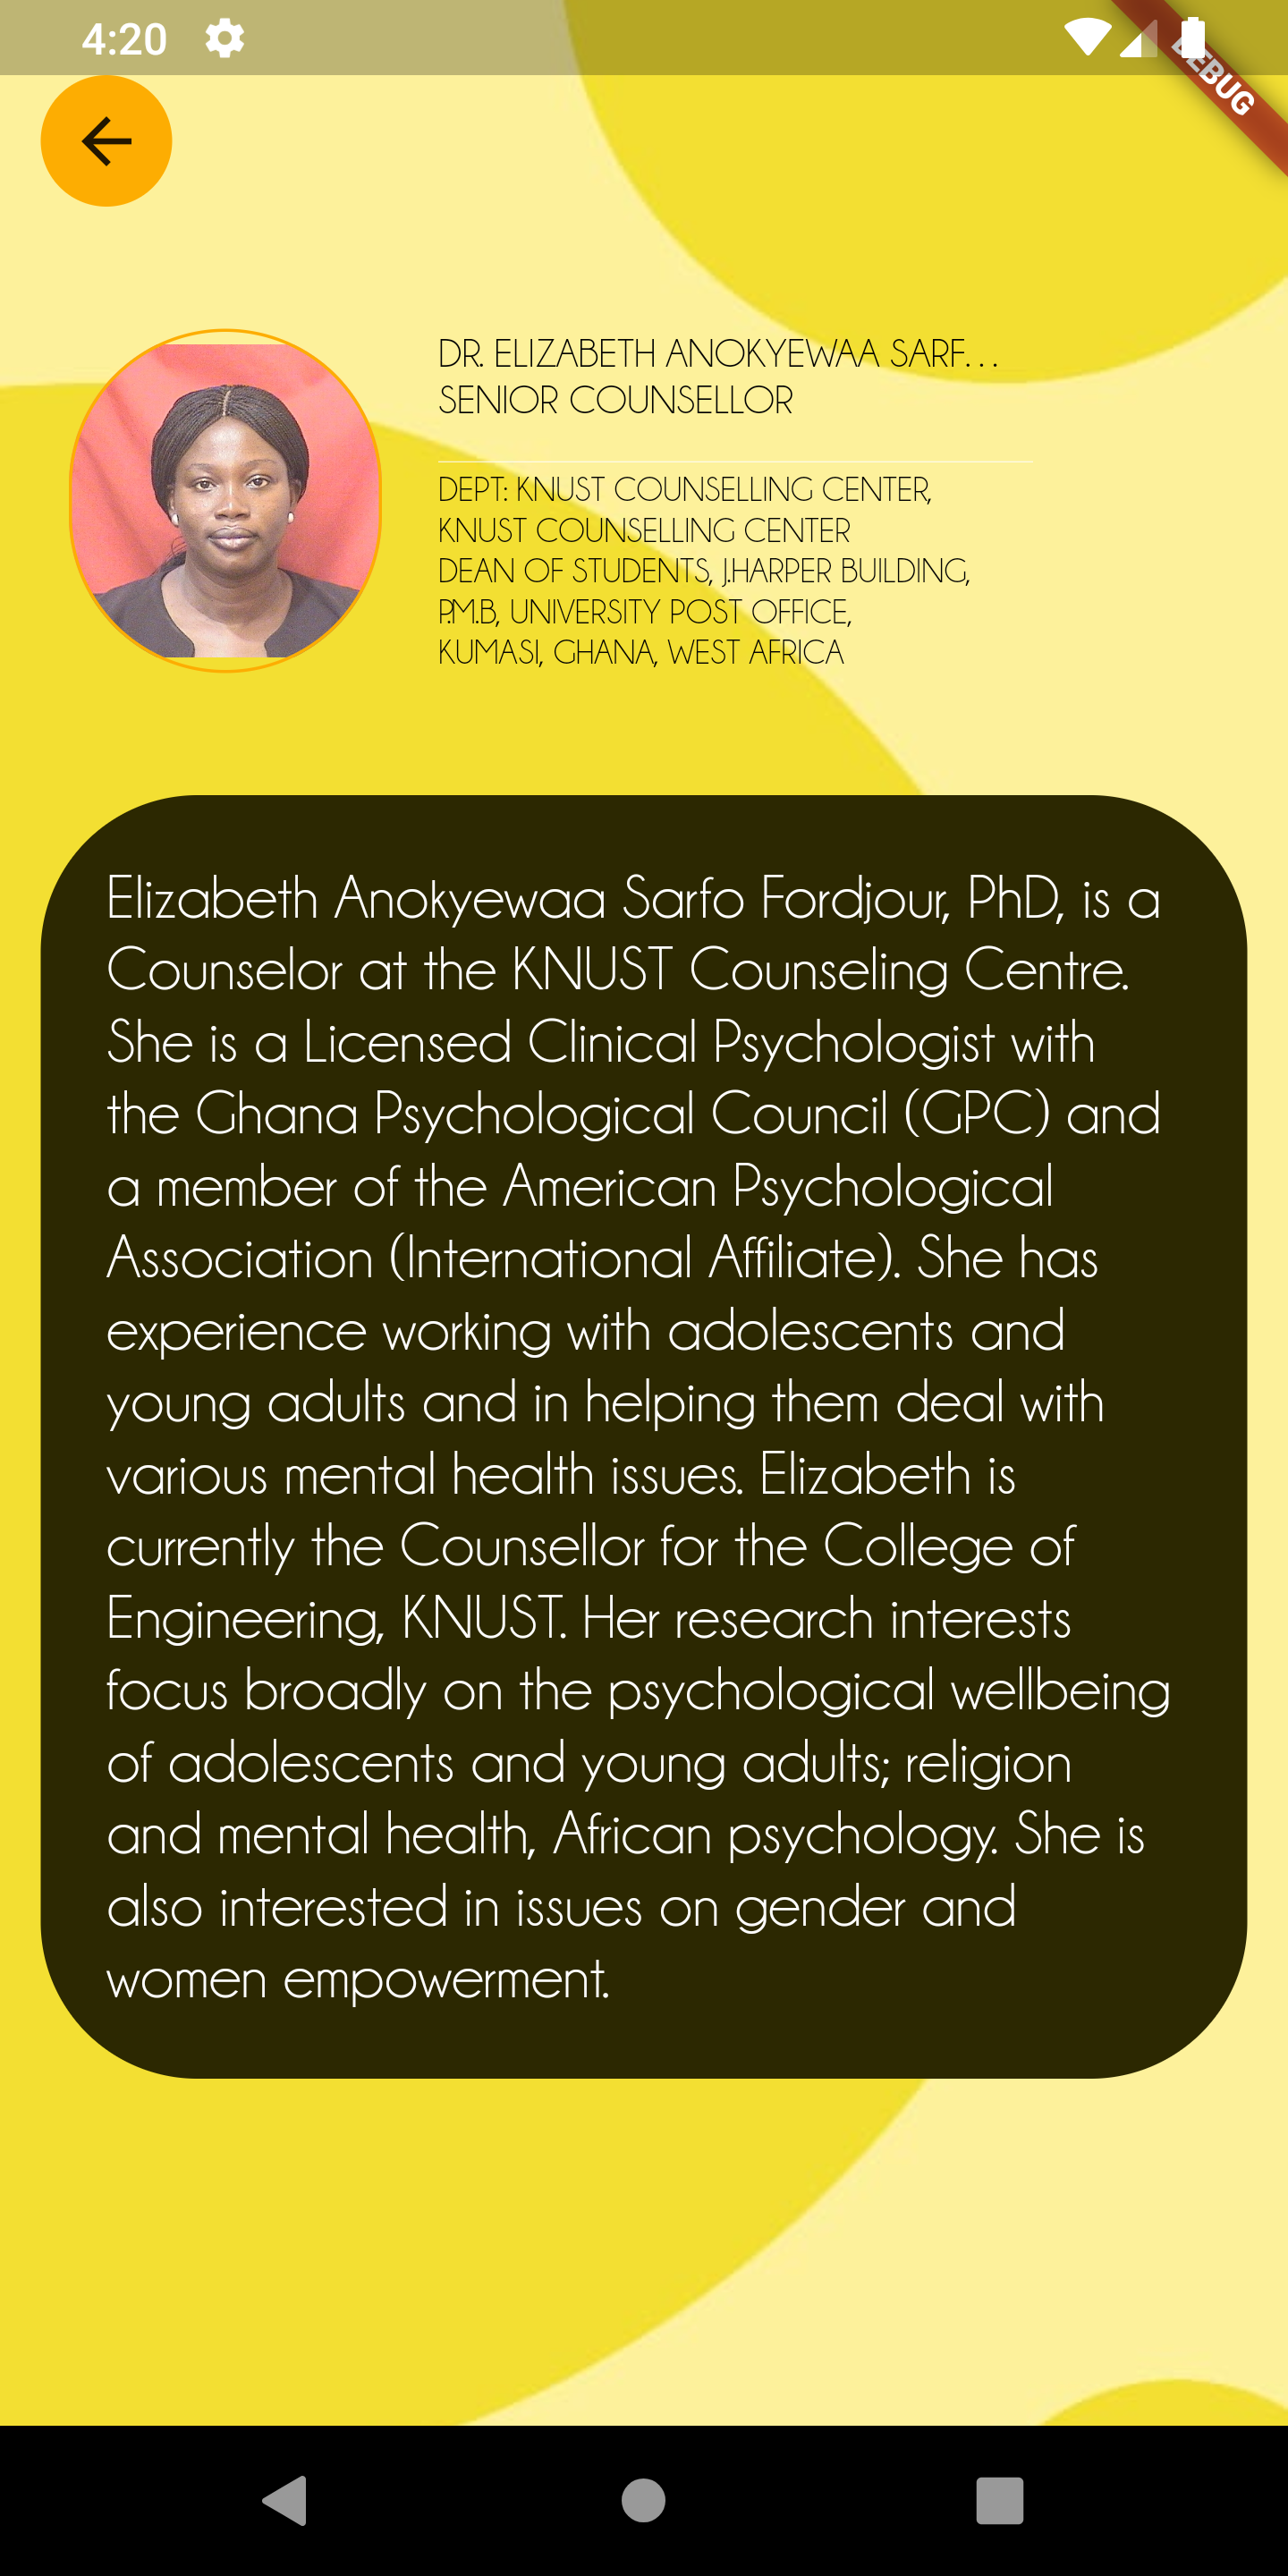 4:20
DEBUG
DR. ELIZABETH ANOKYEWAA SARF...
SENIOR COUNSELLOR
DEPT: KNUST COUNSELLING CENTER,
KNUST COUNSELLING CENTER
DEAN OF STUDENTS, J.HARPER BUILDING,
P.M.B, UNIVERSITY POST OFFICE,
KUMASI, GHANA, WEST AFRICA
Elizabeth Anokyewaa Sarfo Fordjour, PhD, is a
Counselor at the KNUST Counseling Centre.
She is a Licensed Clinical Psychologist with
the Ghana Psychological Council (GPC) and
a member of the American Psychological
Association (International Affiliate). She has
experience working with adolescents and
young adults and in helping them deal with
various mental health issues. Elizabeth is
currently the Counsellor for the College of
Engineering, KNUST. Her research interests
focus broadly on the psychological wellbeing
of adolescents and young adults; religion
and mental health, African psychology. She is
also interested in issues on gender and
women empowerment.